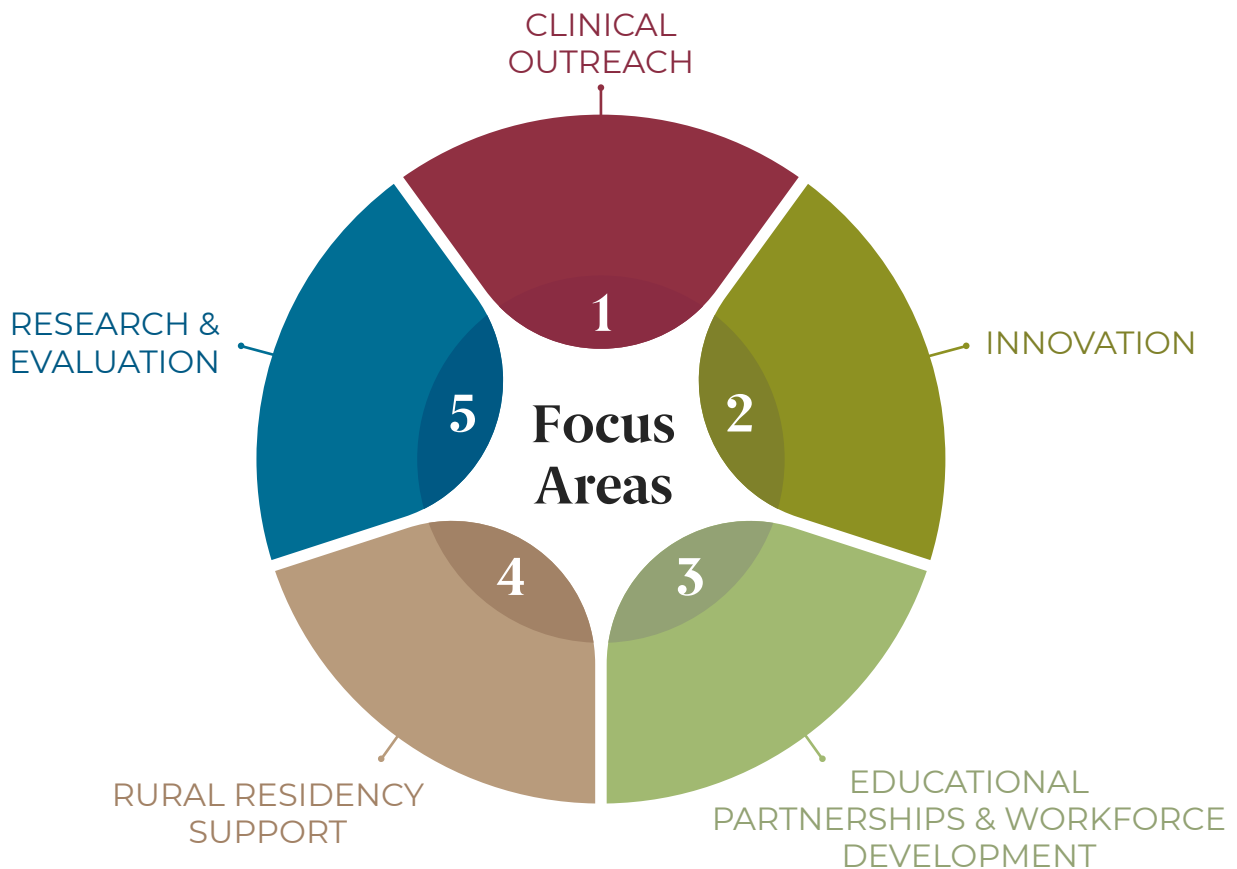 CLINICAL
OUTREACH
1
INNOVATION
2
EDUCATIONAL
PARTNERSHIPS & WORKFORCE
DEVELOPMENT
3
RURAL RESIDENCY
SUPPORT
4
RESEARCH &
EVALUATION
5
Focus
Areas